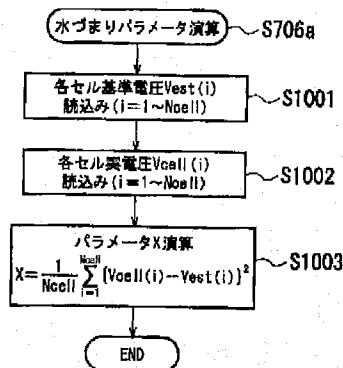 水づまりパラメータ演算
S706a
各セル基準電圧Vest(i)
読込み(i=1~Ncell)
S1001
各セル実電圧Vcell(i)
読込み(i=1~Ncell)
S1002
パラメータX演算
X=1/Ncell Ncell∑i=1 {Vcell(i)-Vest(i)}²
S1003
END